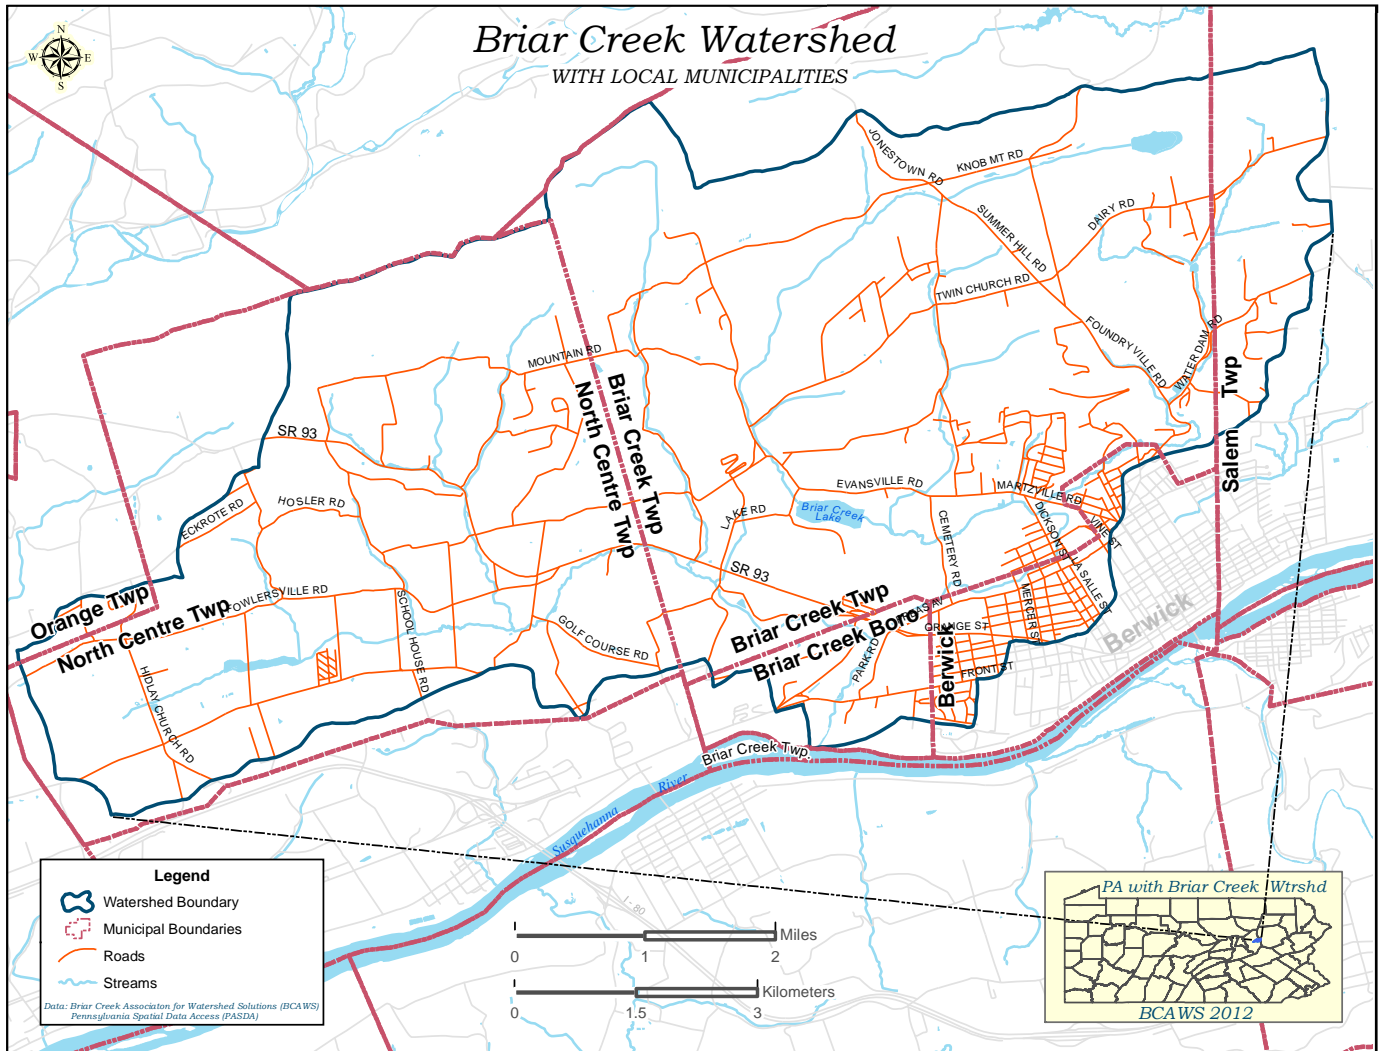 Briar Creek Watershed
WITH LOCAL MUNICIPALITIES
N
W
E
S
JONESTOWN RD
KNOB MT RD
SUMMER HILL RD
DAIRY RD
TWIN CHURCH RD
FOUNDRYVILLE RD
WATER DAM RD
MOUNTAIN RD
Briar Creek Twp
North Centre Twp
Salem Twp
SR 93
HOSLER RD
ECKROTE RD
LAKE RD
EVANSVILLE RD
Briar Creek
Lake
MARTZVILLE RD
VINE ST
DICKSON ST
LA SALLE ST
CEMETERY RD
MERCER ST
SR 93
Orange Twp
North Centre Twp
FOWLERSVILLE RD
SCHOOL HOUSE RD
GOLF COURSE RD
HIDLAY CHURCH RD
Briar Creek Twp
Briar Creek Boro
ORANGE ST
PARK RD
Berwick
FRONT ST
Berwick
Briar Creek Twp.
Susquehanna River
I - 80
Legend
Watershed Boundary
Municipal Boundaries
Roads
Streams
Data: Briar Creek Associaton for Watershed Solutions (BCAWS)
Pennsylvania Spatial Data Access (PASDA)
Miles
0 1 2
Kilometers
0 1.5 3
PA with Briar Creek Wtrshd
BCAWS 2012